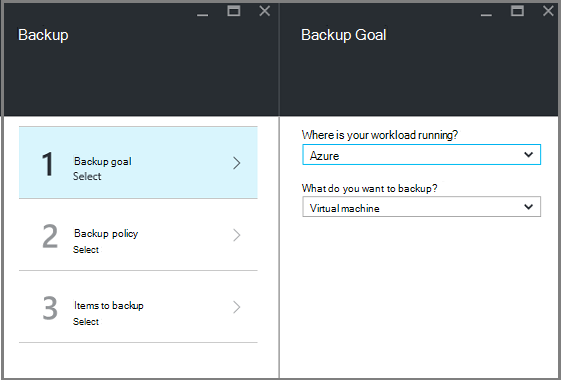 Backup
1
Backup goal
Select
2
Backup policy
Select
3
Items to backup
Select
Backup Goal
Where is your workload running?
Azure
What do you want to backup?
Virtual machine